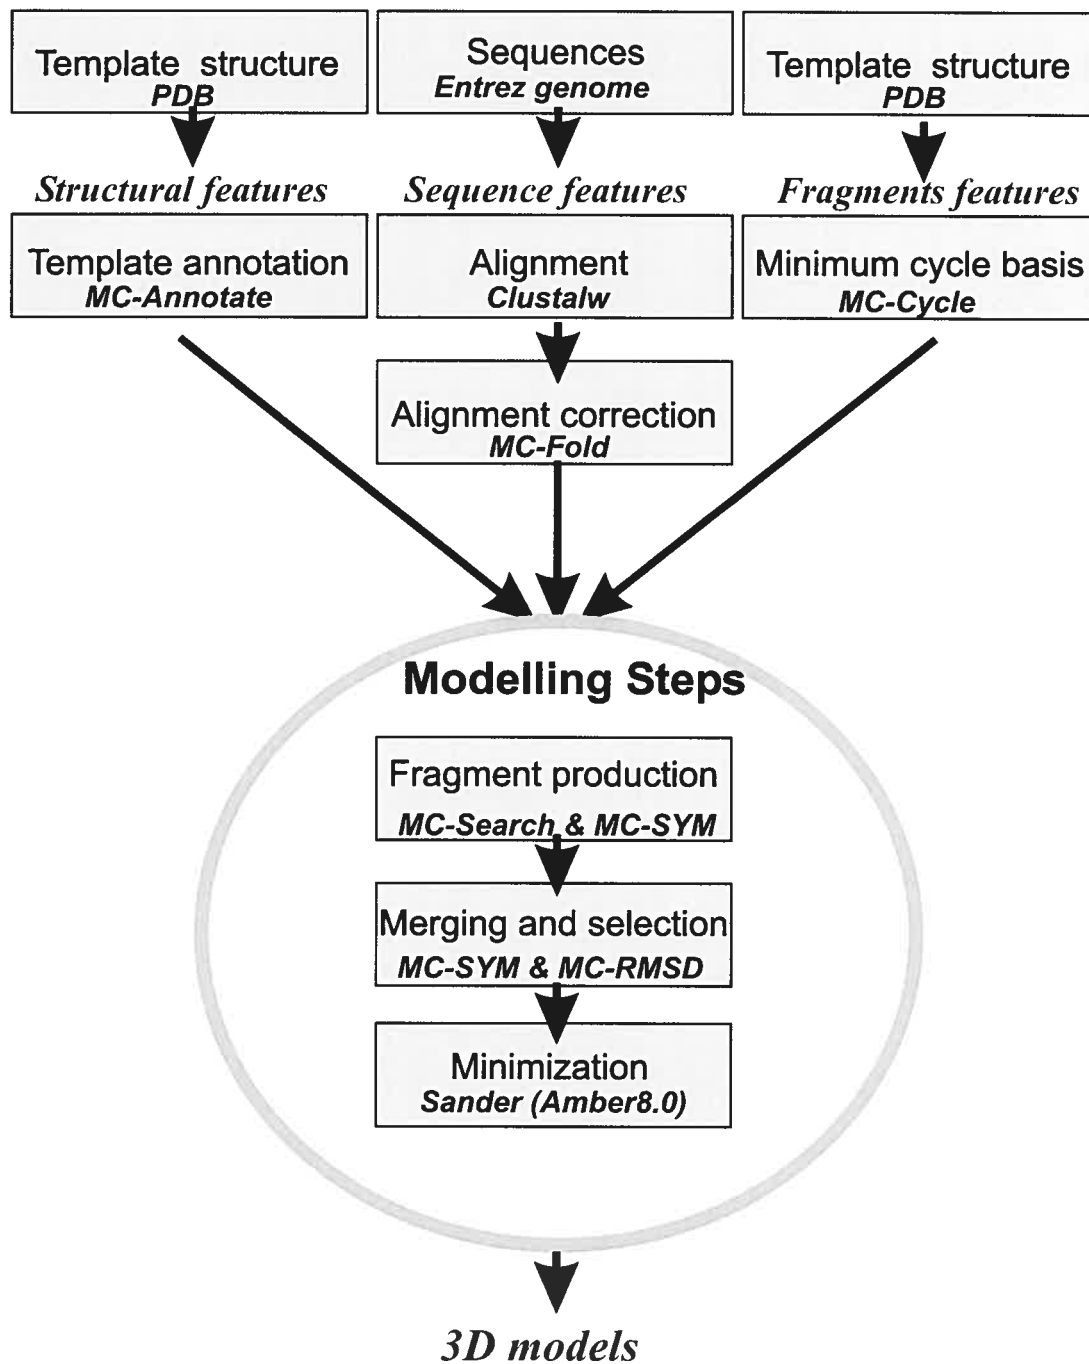 Template structure
PDB
Sequences
Entrez genome
Template structure
PDB
Structural features
Sequence features
Fragments features
Template annotation
MC-Annotate
Alignment
Clustalw
Minimum cycle basis
MC-Cycle
Alignment correction
MC-Fold
Modelling Steps
Fragment production
MC-Search & MC-SYM
Merging and selection
MC-SYM & MC-RMSD
Minimization
Sander (Amber8.0)
3D models